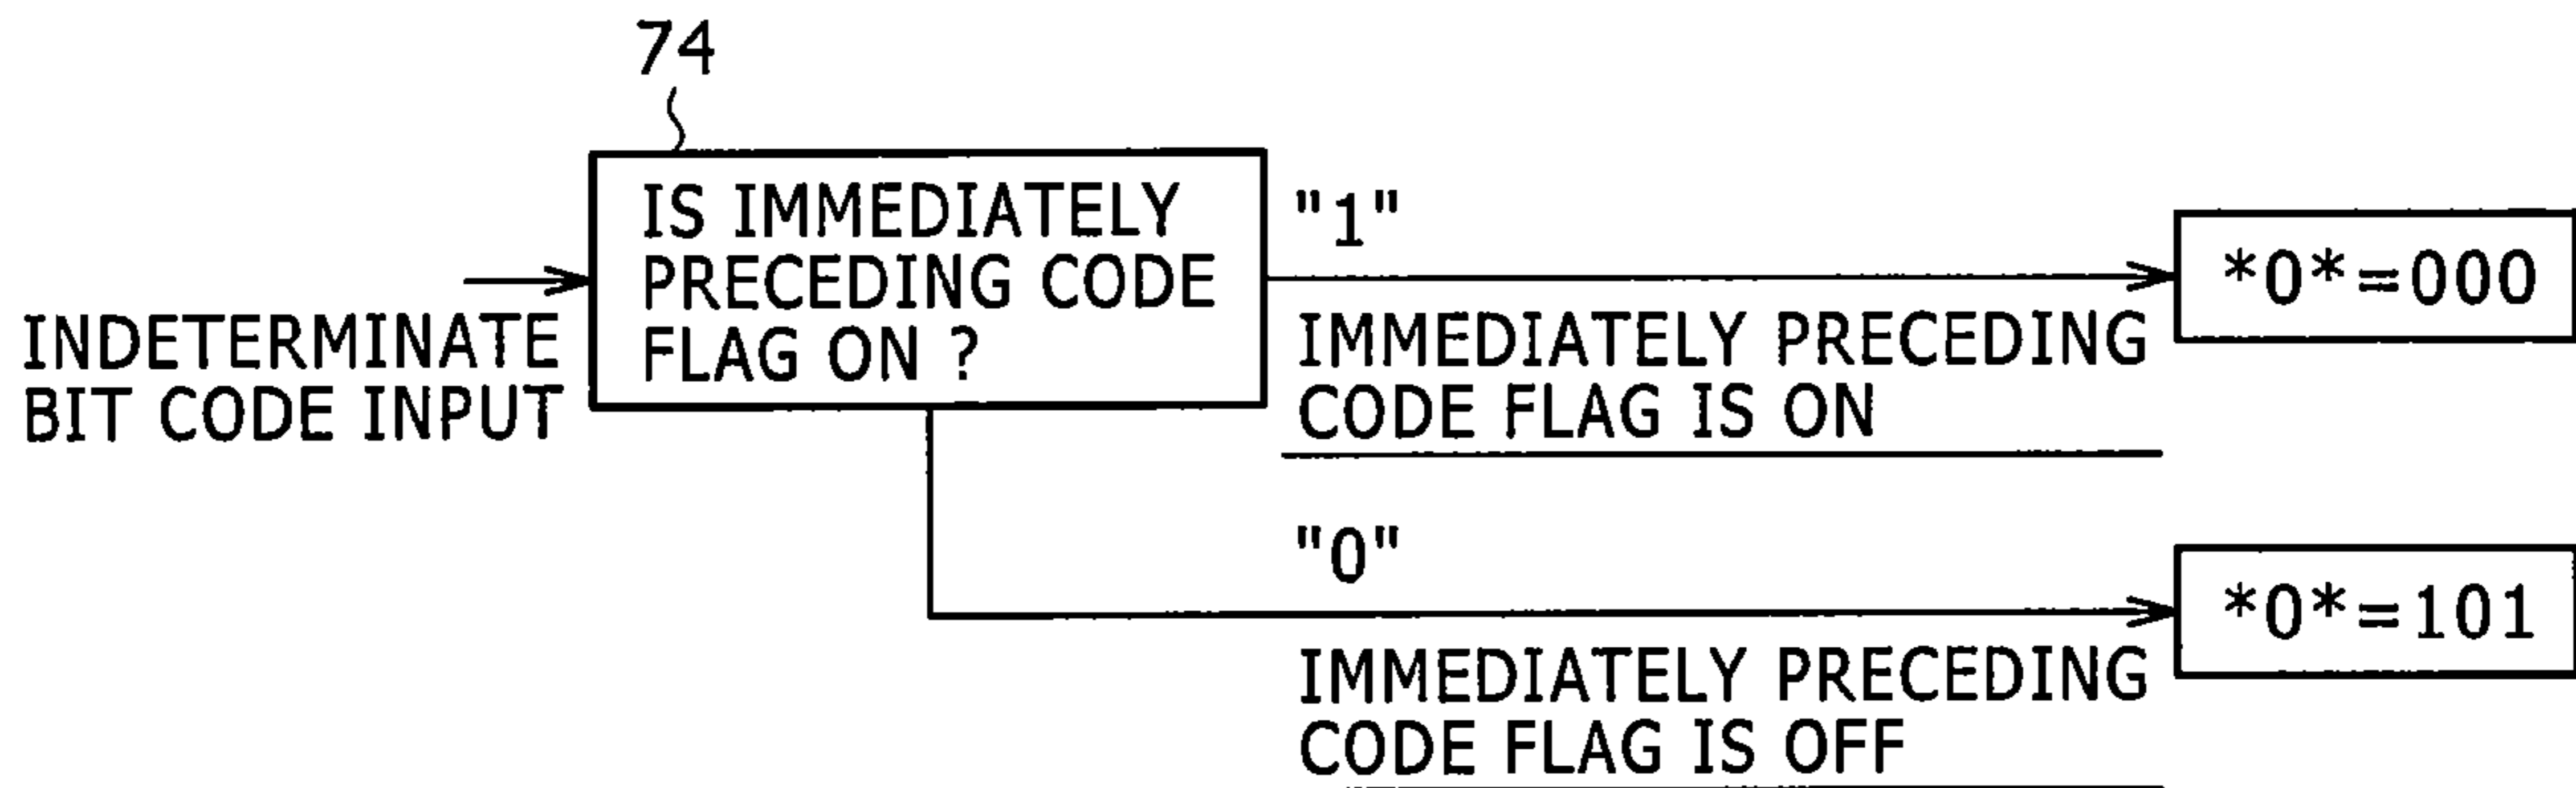 74
IS IMMEDIATELY
PRECEDING CODE
FLAG ON ?
INDETERMINATE
BIT CODE INPUT
"1"
IMMEDIATELY PRECEDING
CODE FLAG IS ON
*0*=000
"0"
IMMEDIATELY PRECEDING
CODE FLAG IS OFF
*0*=101